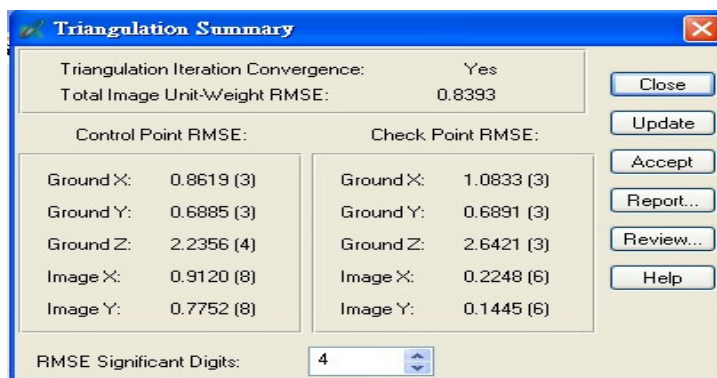 Triangulation Summary
Triangulation Iteration Convergence: Yes
Total Image Unit-Weight RMSE: 0.8393
Control Point RMSE:
Ground X: 0.8619 (3)
Ground Y: 0.6885 (3)
Ground Z: 2.2356 (4)
Image X: 0.9120 (8)
Image Y: 0.7752 (8)
Check Point RMSE:
Ground X: 1.0833 (3)
Ground Y: 0.6891 (3)
Ground Z: 2.6421 (3)
Image X: 0.2248 (6)
Image Y: 0.1445 (6)
RMSE Significant Digits: 4
Close
Update
Accept
Report...
Review...
Help